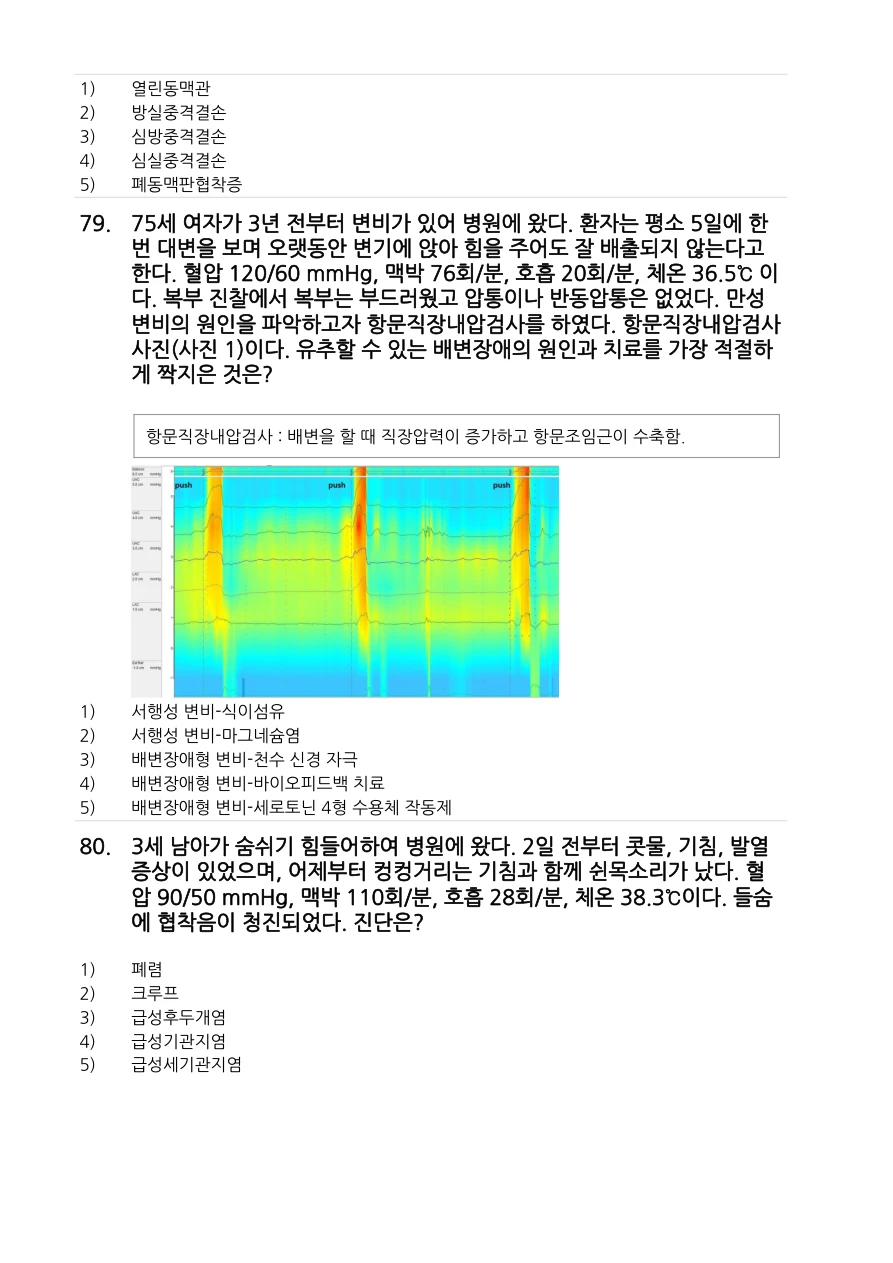 1) 열린동맥관
2) 방실중격결손
3) 심방중격결손
4) 심실중격결손
5) 폐동맥판협착증
79. 75세 여자가 3년 전부터 변비가 있어 병원에 왔다. 환자는 평소 5일에 한
번 대변을 보며 오랫동안 변기에 앉아 힘을 주어도 잘 배출되지 않는다고
한다. 혈압 120/60 mmHg, 맥박 76회/분, 호흡 20회/분, 체온 36.5℃ 이
다. 복부 진찰에서 복부는 부드러웠고 압통이나 반동압통은 없었다. 만성
변비의 원인을 파악하고자 항문직장내압검사를 하였다. 항문직장내압검사
사진(사진 1)이다. 유추할 수 있는 배변장애의 원인과 치료를 가장 적절하
게 짝지은 것은?
항문직장내압검사 : 배변을 할 때 직장압력이 증가하고 항문조임근이 수축함.
push push push
1) 서행성 변비-식이섬유
2) 서행성 변비-마그네슘염
3) 배변장애형 변비-천수 신경 자극
4) 배변장애형 변비-바이오피드백 치료
5) 배변장애형 변비-세로토닌 4형 수용체 작동제
80. 3세 남아가 숨쉬기 힘들어하여 병원에 왔다. 2일 전부터 콧물, 기침, 발열
증상이 있었으며, 어제부터 컹컹거리는 기침과 함께 쉰목소리가 났다. 혈
압 90/50 mmHg, 맥박 110회/분, 호흡 28회/분, 체온 38.3℃이다. 들숨
에 협착음이 청진되었다. 진단은?
1) 폐렴
2) 크루프
3) 급성후두개염
4) 급성기관지염
5) 급성세기관지염